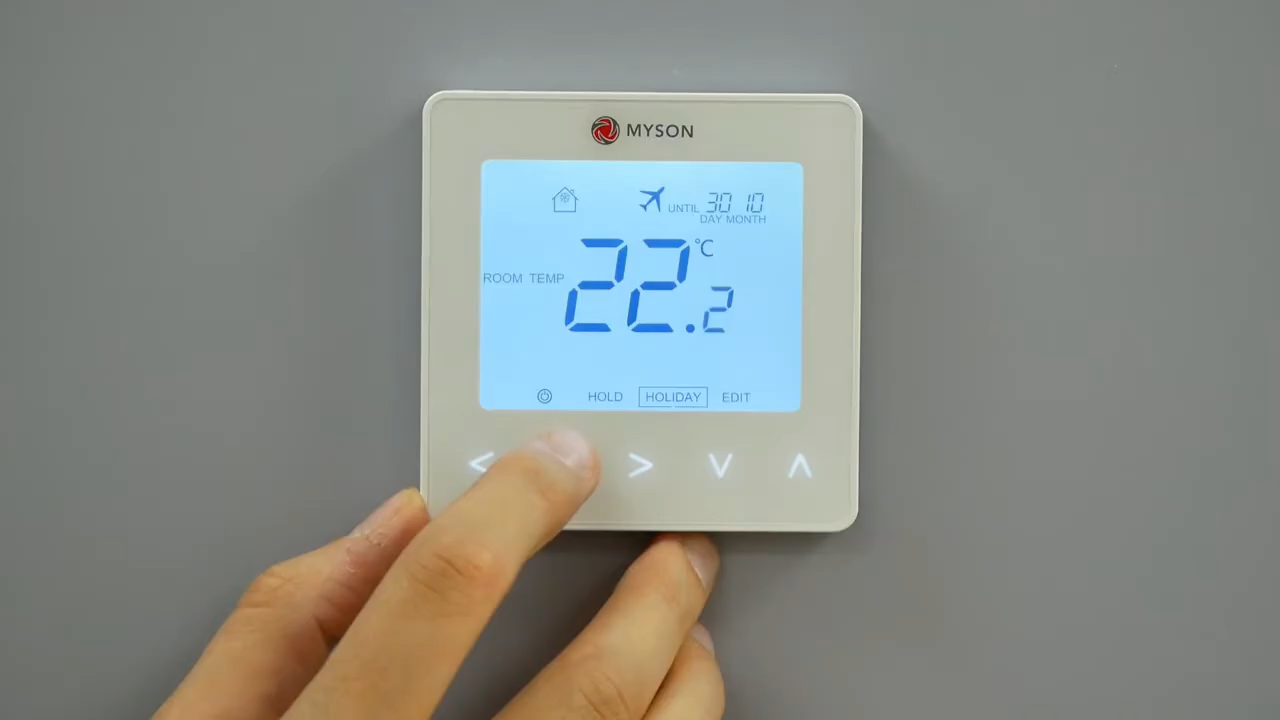 MYSON
UNTIL 30 10
DAY MONTH
ROOM TEMP 22.2 °C
HOLD HOLIDAY EDIT
< > ∨ ∧